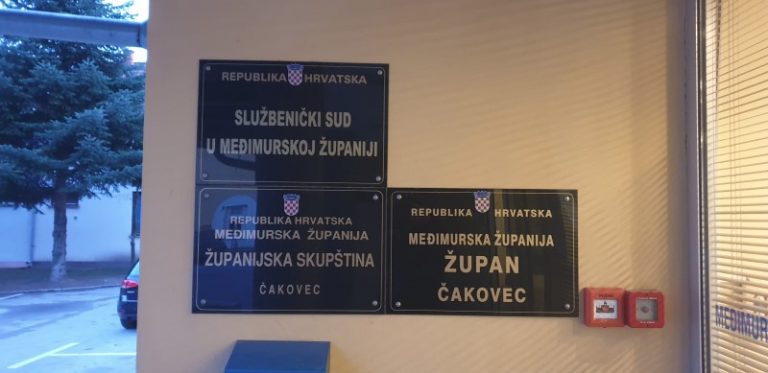 REPUBLIKA HRVATSKA
SLUŽBENIČKI SUD
U MEĐIMURSKOJ ŽUPANIJI
REPUBLIKA HRVATSKA
MEĐIMURSKA ŽUPANIJA
ŽUPANIJSKA SKUPŠTINA
ČAKOVEC
REPUBLIKA HRVATSKA
MEĐIMURSKA ŽUPANIJA
ŽUPAN
ČAKOVEC
MEĐIMUR